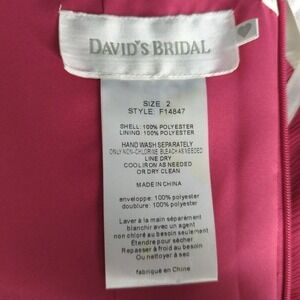 DAVID'S BRIDAL
SIZE 2
STYLE: F14847
SHELL: 100% POLYESTER
LINING: 100% POLYESTER
HAND WASH SEPARATELY
ONLY NON-CHLORINE BLEACH AS NEEDED
LINE DRY
COOL IRON AS NEEDED
OR DRY CLEAN
MADE IN CHINA
enveloppe: 100% polyester
doublure: 100% polyester
Laver à la main séparément
blanchir avec un agent
non chloré au besoin seulement
Étendre pour sécher
Repasser à froid au besoin
Ou nettoyer à sec
fabriqué en Chine